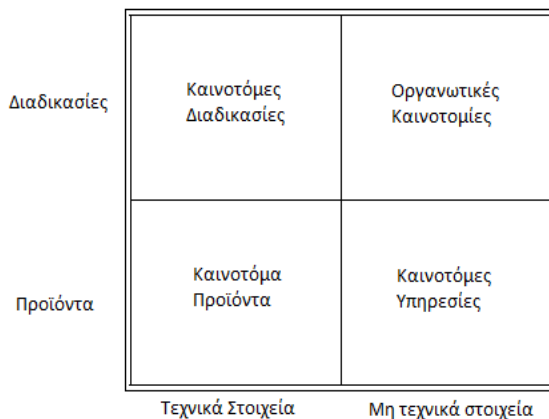 Διαδικασίες
Καινοτόμες
Διαδικασίες
Οργανωτικές
Καινοτομίες
Προϊόντα
Καινοτόμα
Προϊόντα
Καινοτόμες
Υπηρεσίες
Τεχνικά Στοιχεία
Μη τεχνικά στοιχεία